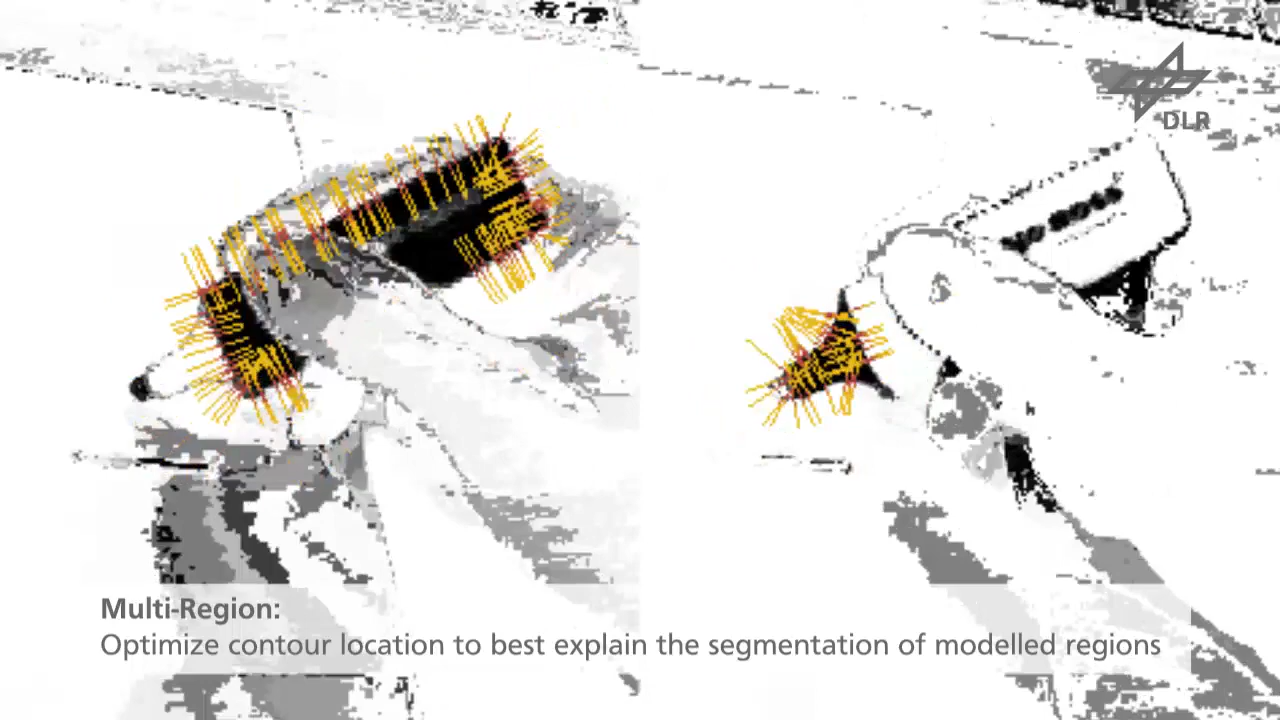 DLR
Multi-Region:
Optimize contour location to best explain the segmentation of modelled regions